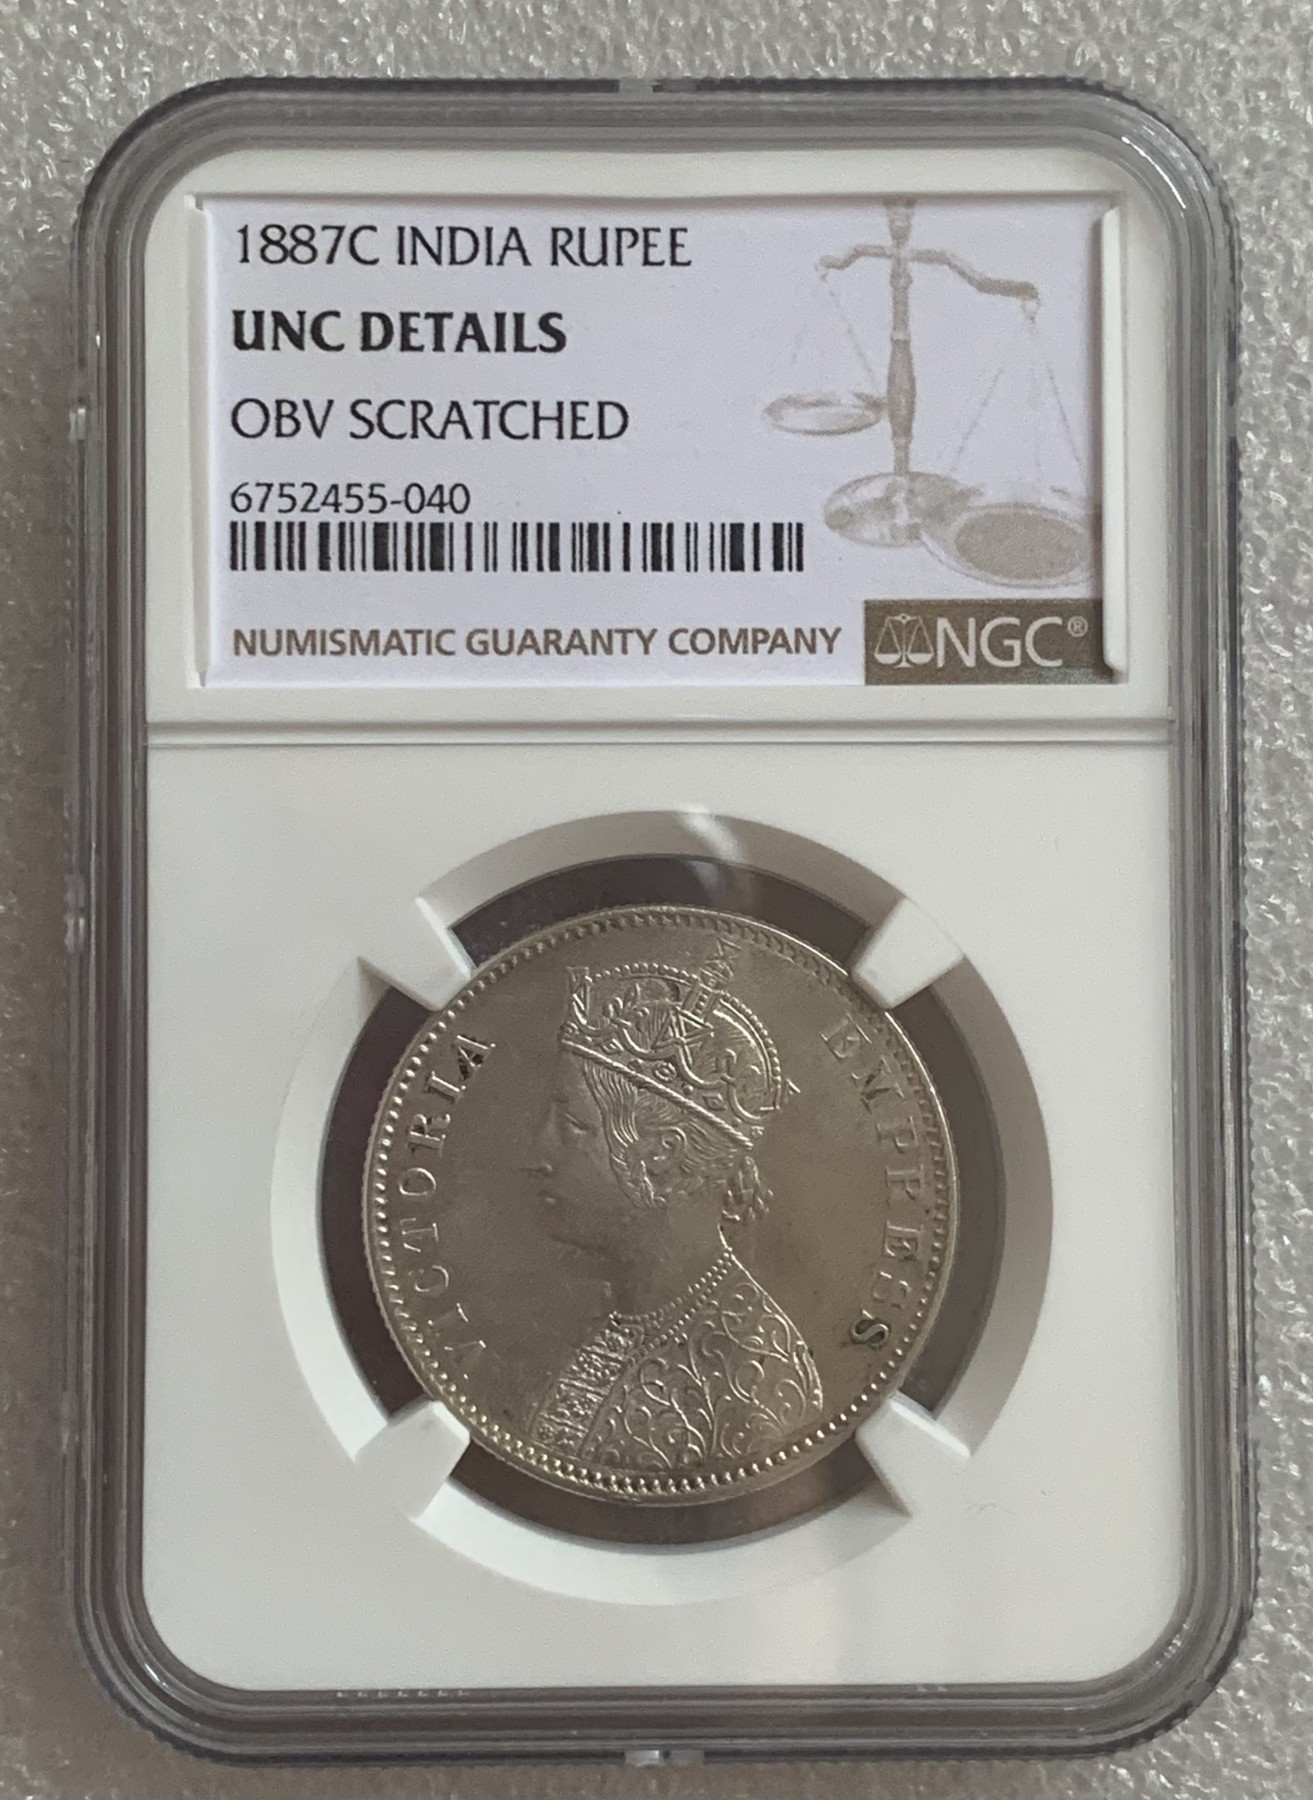 1887C INDIA RUPEE
UNC DETAILS
OBV SCRATCHED
6752455-040
NUMISMATIC GUARANTY COMPANY
NGC®
VICTORIA
EMPRESS